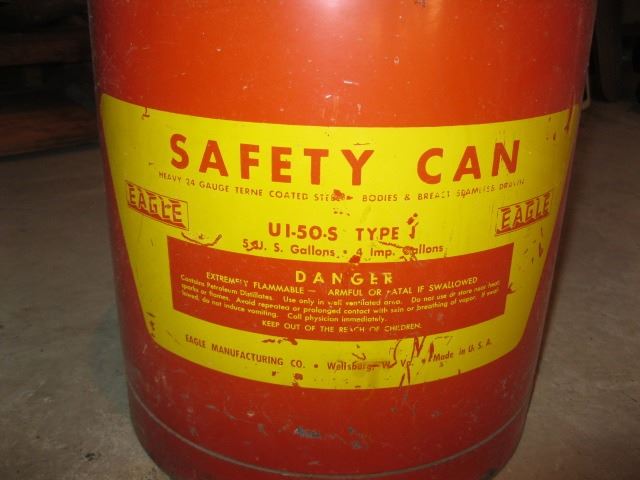 SAFETY CAN
HEAVY 24 GAUGE TERNE COATED STEEL BODIES & BREAST SEAMLESS DRAWN
EAGLE
EAGLE
UI-50-S TYPE I
5 U. S. Gallons • 4 Imp. Gallons
DANGER
EXTREMELY FLAMMABLE — HARMFUL OR FATAL IF SWALLOWED
Contains Petroleum Distillates. Use only in well ventilated area. Do not use or store near heat,
sparks or flames. Avoid repeated or prolonged contact with skin or breathing of vapor. If swal-
lowed, do not induce vomiting. Call physician immediately.
KEEP OUT OF THE REACH OF CHILDREN.
EAGLE MANUFACTURING CO. • Wellsburg, W. Va. • Made in U. S. A.